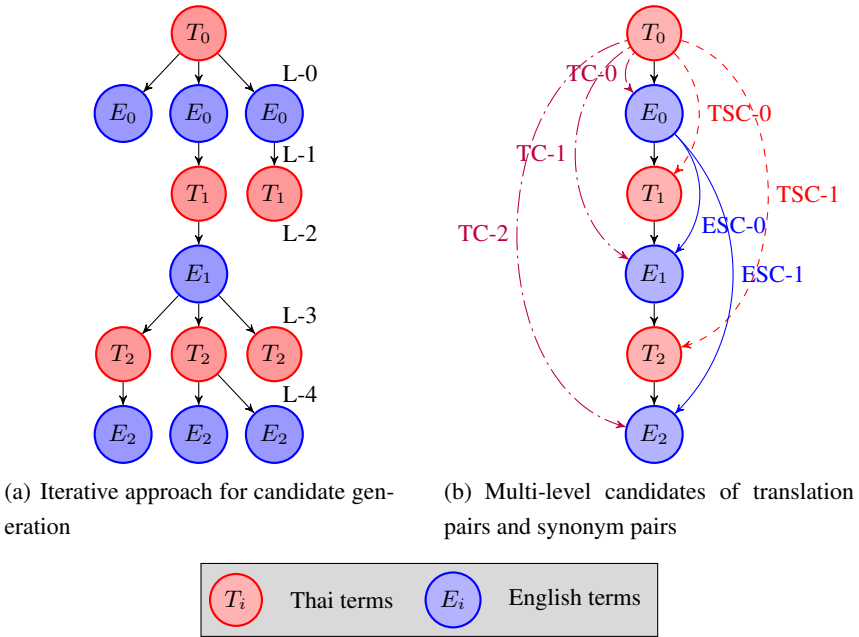 T0
L-0
E0 E0 E0
L-1
T1 T1
L-2
E1
L-3
T2 T2 T2
L-4
E2 E2 E2
(a) Iterative approach for candidate gen-
eration
T0
TC-0
E0
TSC-0
TC-1
T1
TSC-1
TC-2
ESC-0
E1
ESC-1
T2
E2
(b) Multi-level candidates of translation
pairs and synonym pairs
Ti Thai terms Ei English terms